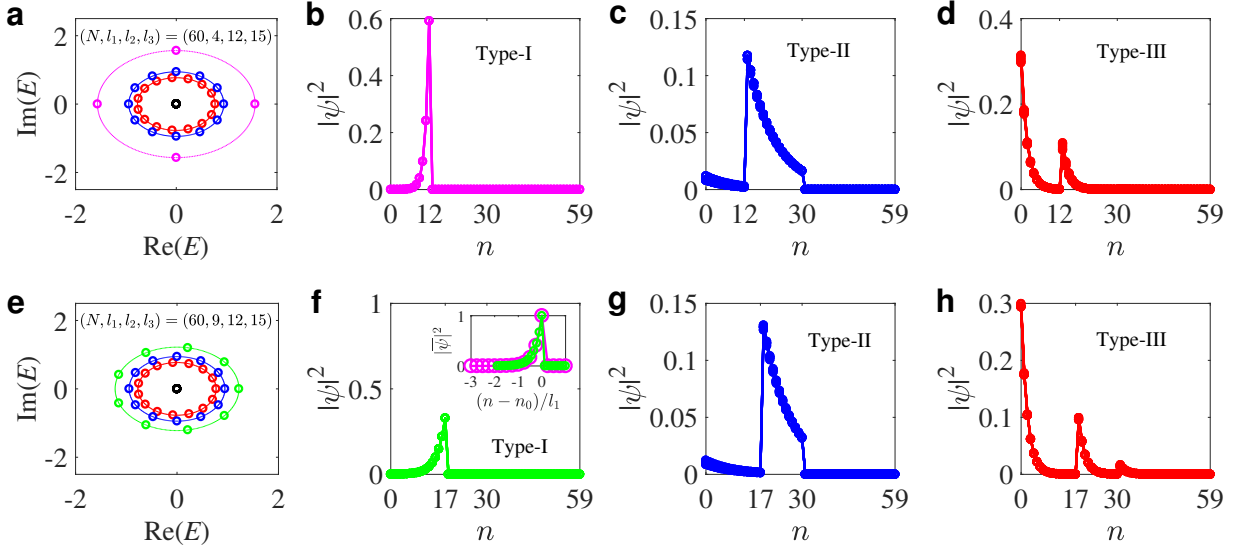 a
(N, l₁, l₂, l₃) = (60, 4, 12, 15)
2
0
-2
Im(E)
-2 0 2
Re(E)
b
0.6
0.4
0.2
0
|ψ|²
Type-I
0 12 30 59
n
c
0.15
0.1
0.05
0
|ψ|²
Type-II
0 12 30 59
n
d
0.4
0.2
0
|ψ|²
Type-III
0 12 30 59
n
e
(N, l₁, l₂, l₃) = (60, 9, 12, 15)
2
0
-2
Im(E)
-2 0 2
Re(E)
f
1
0.5
0
|ψ|²
1
0
|ψ̅|²
-3 -2 -1 0
(n − n₀)/l₁
Type-I
0 17 30 59
n
g
0.15
0.1
0.05
0
|ψ|²
Type-II
0 17 30 59
n
h
0.3
0.2
0.1
0
|ψ|²
Type-III
0 17 30 59
n